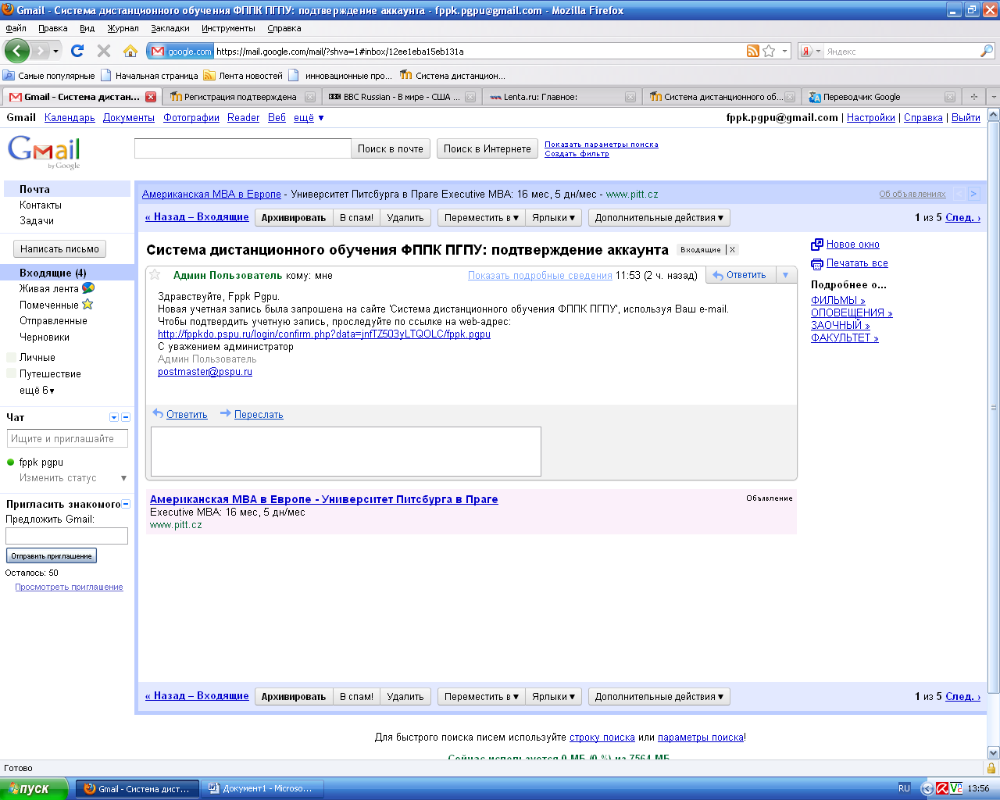 Gmail - Система дистанционного обучения ФППК ПГПУ: подтверждение аккаунта - fppk.pgpu@gmail.com - Mozilla Firefox
Файл Правка Вид Журнал Закладки Инструменты Справка
google.com https://mail.google.com/mail/?shva=1#inbox/12ee1eba15eb131a Яндекс
Самые популярные Начальная страница Лента новостей инновационные про... Система дистанцион...
Gmail - Система дистан... Регистрация подтверждена BBC Russian - В мире - США ... Lenta.ru: Главное: Система дистанционного об... Переводчик Google
Gmail Календарь Документы Фотографии Reader Веб ещё ▼ fppk.pgpu@gmail.com | Настройки | Справка | Выйти
Gmail by Google
Поиск в почте Поиск в Интернете Показать параметры поиска
Создать фильтр
Почта
Контакты
Задачи
Написать письмо
Входящие (4)
Живая лента
Помеченные
Отправленные
Черновики
Личные
Путешествие
ещё 6 ▾
Чат
Ищите и приглашайте
fppk pgpu
Изменить статус ▼
Пригласить знакомого
Предложить Gmail:
Отправить приглашение
Осталось: 50
Просмотреть приглашение
Американская МВА в Европе - Университет Питсбурга в Праге Executive MBA: 16 мес, 5 дн/мес - www.pitt.cz Об объявлениях < >
« Назад – Входящие Архивировать В спам! Удалить Переместить в ▾ Ярлыки ▾ Дополнительные действия ▾ 1 из 5 След. ›
Система дистанционного обучения ФППК ПГПУ: подтверждение аккаунта Входящие | X
Админ Пользователь кому: мне Показать подробные сведения 11:53 (2 ч. назад) Ответить ▼
Здравствуйте, Fppk Pgpu.
Новая учетная запись была запрошена на сайте 'Система дистанционного обучения ФППК ПГПУ', используя Ваш e-mail.
Чтобы подтвердить учетную запись, проследуйте по ссылке на web-адрес:
http://fppkdo.pspu.ru/login/confirm.php?data=jnfTZ503yLTQOLC/fppk.pgpu
С уважением администратор
Админ Пользователь
postmaster@pspu.ru
Ответить Переслать
Американская МВА в Европе - Университет Питсбурга в Праге Объявление
Executive MBA: 16 мес, 5 дн/мес
www.pitt.cz
Новое окно
Печатать все
Подробнее о...
ФИЛЬМЫ »
ОПОВЕЩЕНИЯ »
ЗАОЧНЫЙ »
ФАКУЛЬТЕТ »
« Назад – Входящие Архивировать В спам! Удалить Переместить в ▾ Ярлыки ▾ Дополнительные действия ▾ 1 из 5 След. ›
Для быстрого поиска писем используйте строку поиска или параметры поиска!
Сейчас используется 0 МБ (0 %) из 7564 МБ
Готово
пуск Gmail - Система дист... Документ1 - Microso... RU 13:56